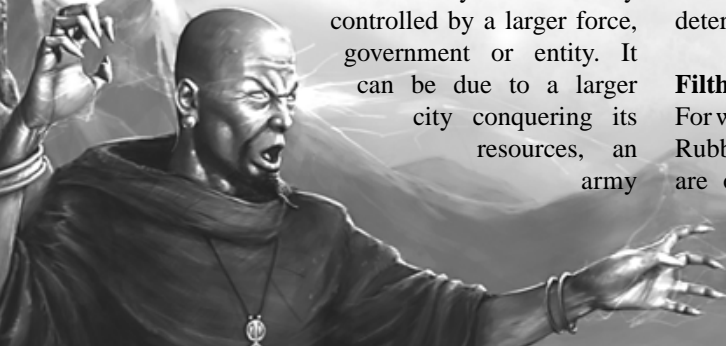 controlled by a larger force,
government or entity. It
can be due to a larger
city conquering its
resources, an
army
Filth
For
Rubb
are